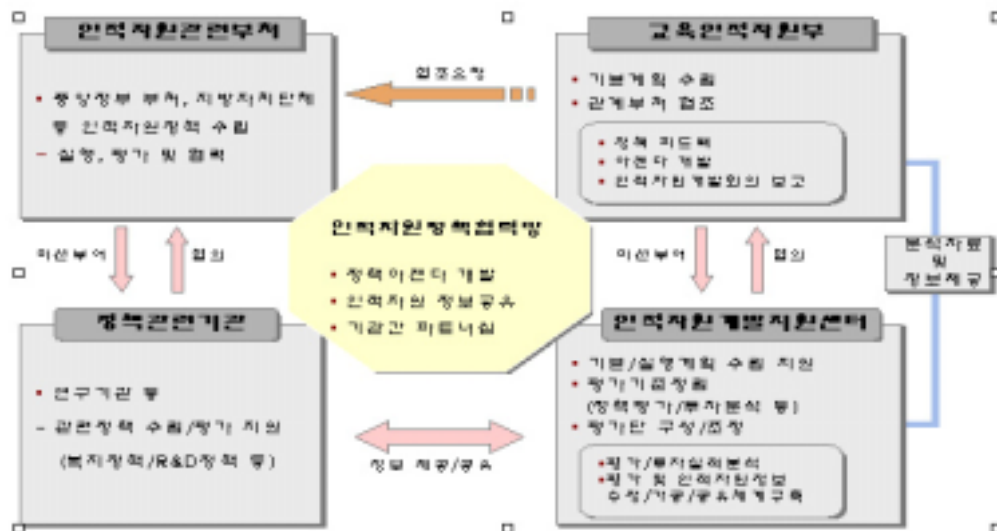 인적자원관련부처
• 중앙정부 부처, 지방자치단체
등 인적자원정책 수립
- 실행, 평가 및 협력
협조요청
교육인적자원부
• 기본계획 수립
• 관계부처 협조
• 정책 피드백
• 아젠다 개발
• 인적자원개발회의 보고
미션부여
협의
인적자원정책협력망
• 정책아젠다 개발
• 인적자원 정보공유
• 기관간 파트너쉽
미션부여
협의
분석자료
및
정보제공
정책관련기관
• 연구기관 등
- 관련정책 수립/평가 지원
(복지정책/R&D정책 등)
정보 제공/공유
인적자원개발지원센터
• 기본/실행계획 수립 지원
• 평가기준정립
(정책평가/투자분석 등)
• 평가단 구성/조정
•평가/투자실적분석
•평가 및 인적자원정보
수정/가공/공유체계구축